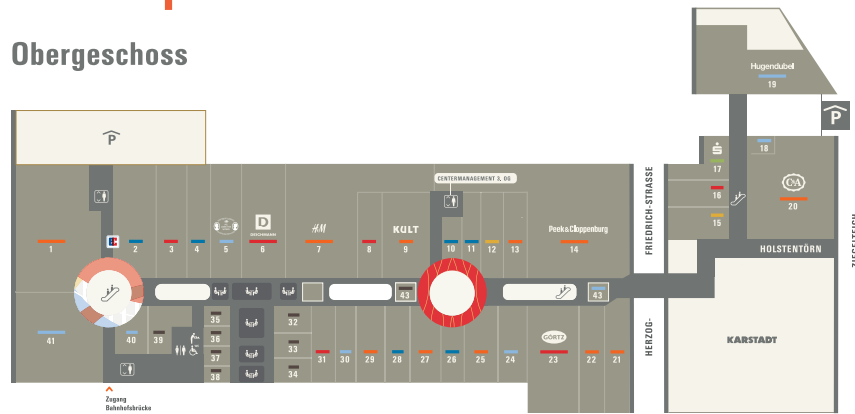 Obergeschoss
Hugendubel
19
P
P
18
17
16
15
C&A
20
CENTERMANAGEMENT 3, OG
FRIEDRICH-STRASSE
HERZOG-
HOLSTENTÖRN
KARSTADT
1
2
3
4
5
D
DEICHMANN
6
H&M
7
8
KULT
9
10
11
12
13
Peek&Cloppenburg
14
43
43
41
40
39
35
36
37
38
32
33
34
31
30
29
28
27
26
25
24
GÖRTZ
23
22
21
Zugang
Bahnhofsbrücke